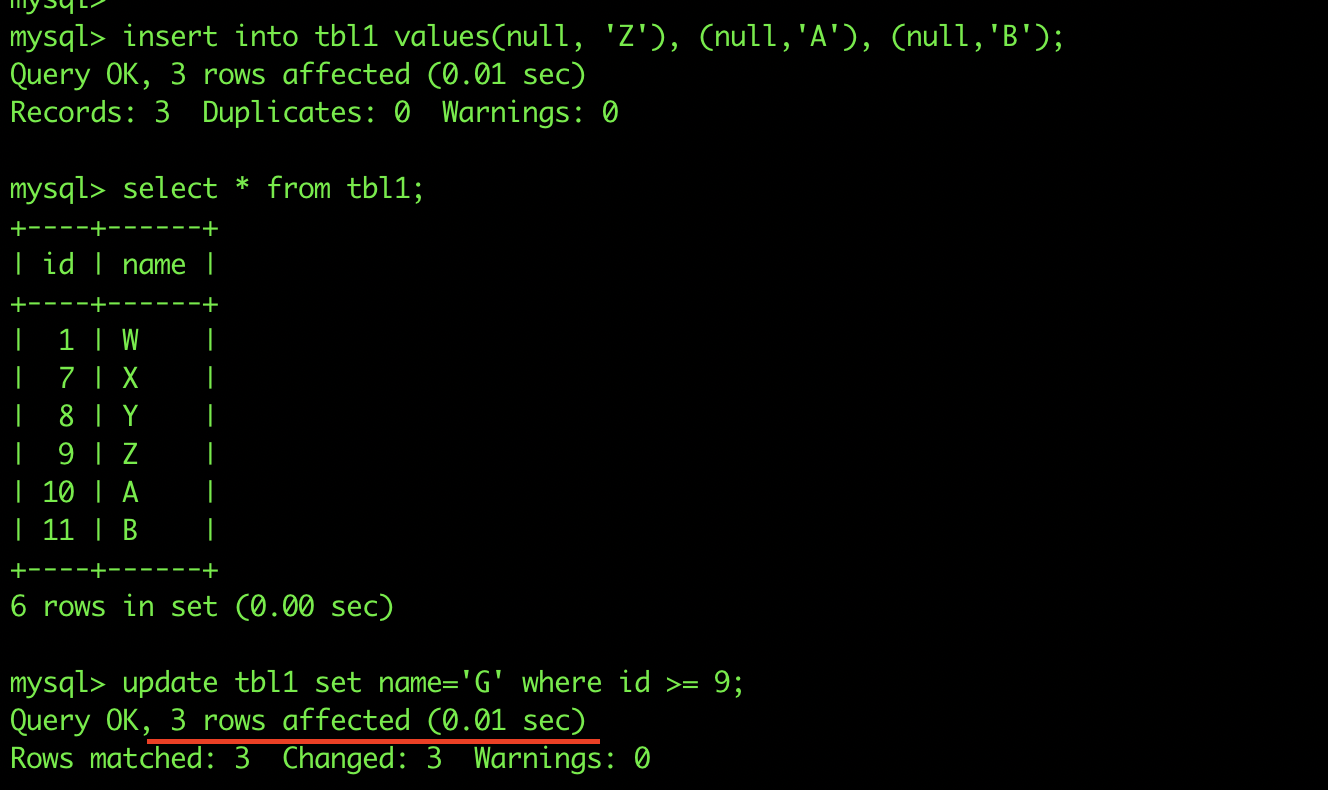 mysql>
mysql> insert into tbl1 values(null, 'Z'), (null,'A'), (null,'B');
Query OK, 3 rows affected (0.01 sec)
Records: 3  Duplicates: 0  Warnings: 0
mysql> select * from tbl1;
+----+------+
| id | name |
+----+------+
|  1 | W    |
|  7 | X    |
|  8 | Y    |
|  9 | Z    |
| 10 | A    |
| 11 | B    |
+----+------+
6 rows in set (0.00 sec)
mysql> update tbl1 set name='G' where id >= 9;
Query OK, 3 rows affected (0.01 sec)
Rows matched: 3  Changed: 3  Warnings: 0